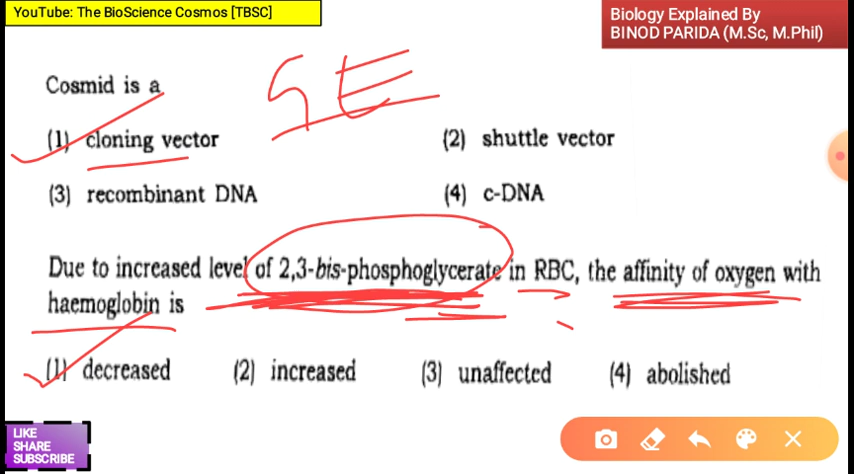 YouTube: The BioScience Cosmos [TBSC]
Biology Explained By
BINOD PARIDA (M.Sc, M.Phil)
Cosmid is a
(1) cloning vector
(2) shuttle vector
(3) recombinant DNA
(4) c-DNA
Due to increased level of 2,3-bis-phosphoglycerate in RBC, the affinity of oxygen with
haemoglobin is
(1) decreased (2) increased (3) unaffected (4) abolished
LIKE
SHARE
SUBSCRIBE